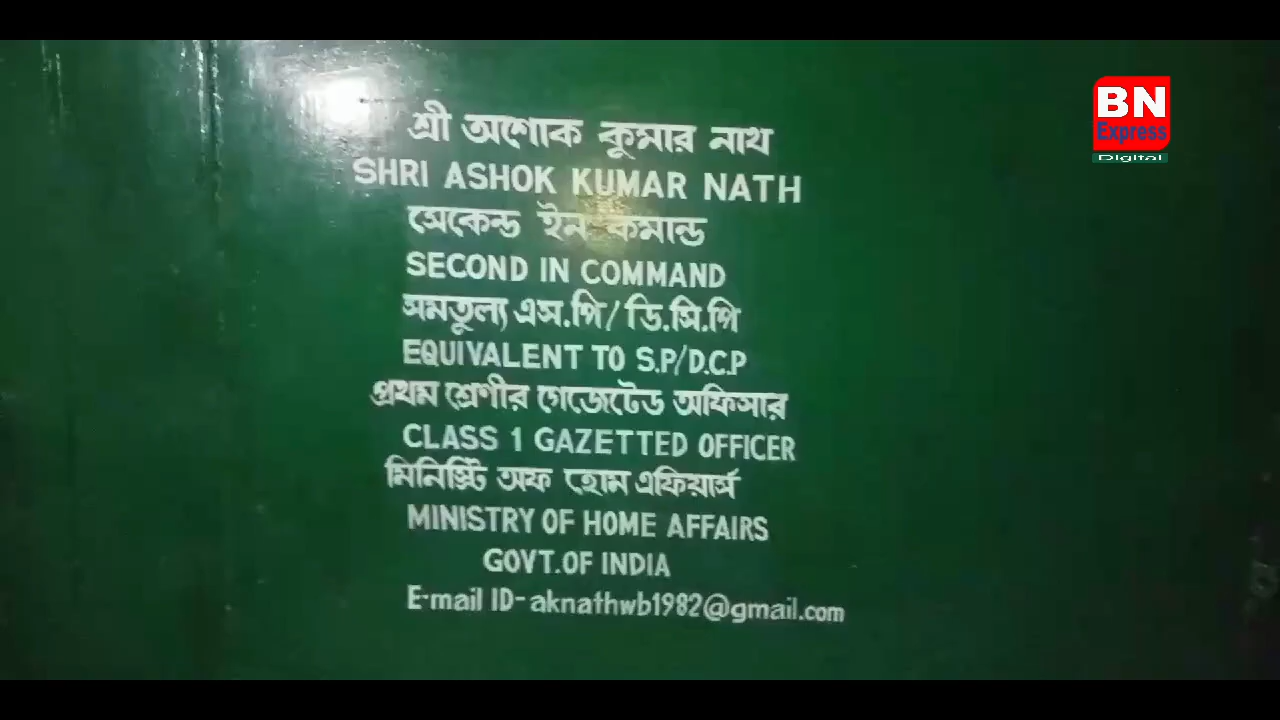 BN
Express
Digital
শ্রী অশোক কুমার নাথ
SHRI ASHOK KUMAR NATH
সেকেন্ড ইন কমান্ড
SECOND IN COMMAND
সমতুল্য এস.পি/ডি.সি.পি
EQUIVALENT TO S.P/D.C.P
প্রথম শ্রেণীর গেজেটেড অফিসার
CLASS 1 GAZETTED OFFICER
মিনিস্ট্রি অফ হোম এফিয়ার্স
MINISTRY OF HOME AFFAIRS
GOVT.OF INDIA
E-mail ID-aknathwb1982@gmail.com